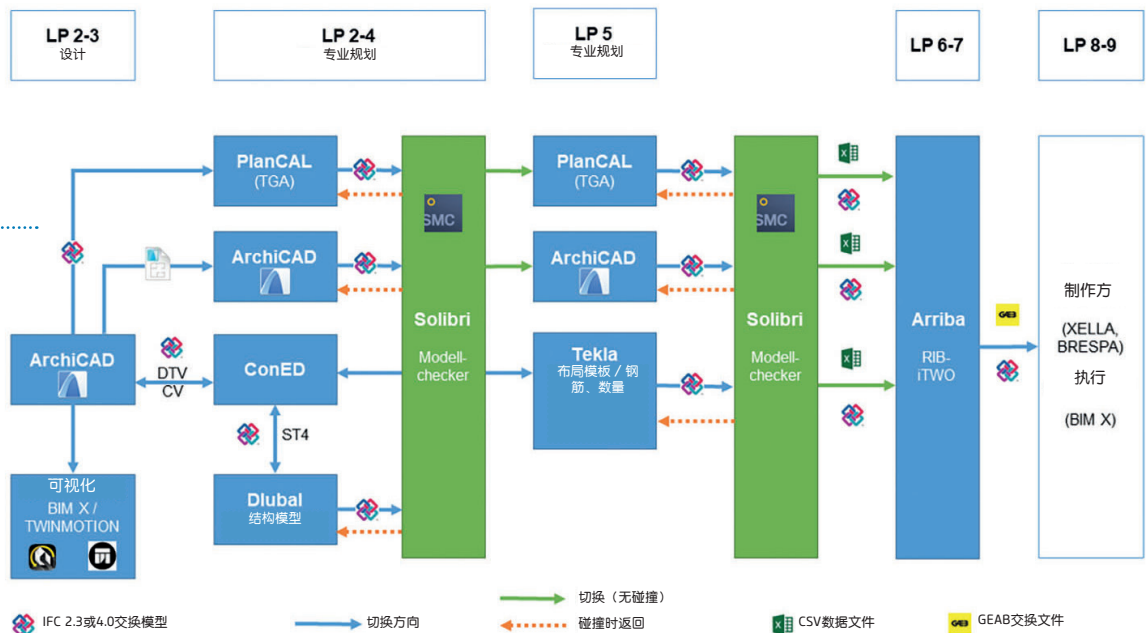 LP 2-3
设计
LP 2-4
专业规划
LP 5
专业规划
LP 6-7
LP 8-9
PlanCAL
(TGA)
ArchiCAD
ArchiCAD
DTV
CV
ConED
ST4
Dlubal
结构模型
可视化
BIM X /
TWINMOTION
SMC
Solibri
Modell-
checker
PlanCAL
(TGA)
ArchiCAD
Tekla
布局模板 / 钢
筋、数量
SMC
Solibri
Modell-
checker
Arriba
RIB-
iTWO
GAEB
制作方
(XELLA,
BRESPA)
执行
(BIM X)
IFC 2.3或4.0交换模型
切换方向
切换（无碰撞）
碰撞时返回
CSV数据文件
GAEB
GEAB交换文件